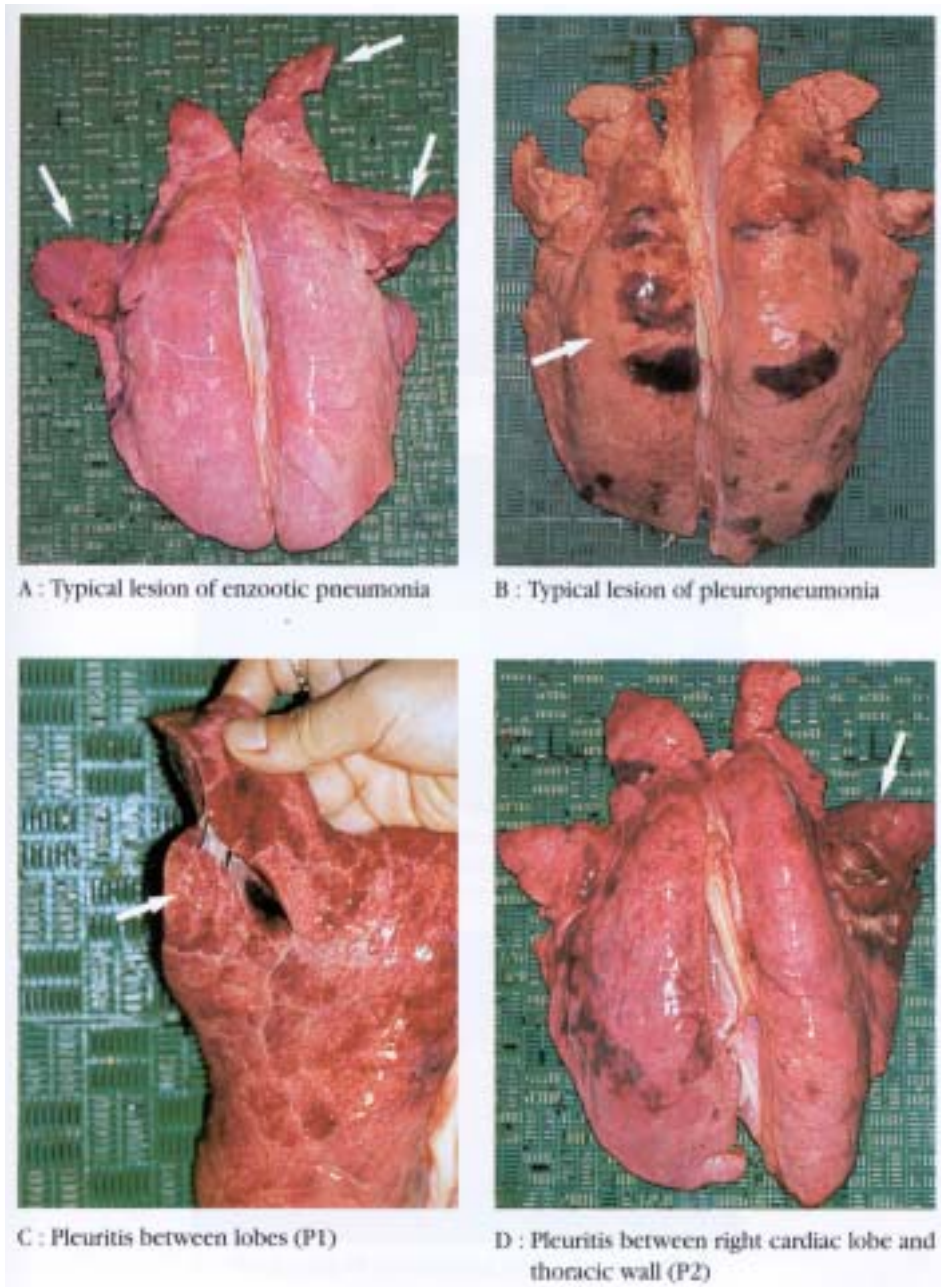 A : Typical lesion of enzootic pneumonia
B : Typical lesion of pleuropneumonia
C : Pleuritis between lobes (P1)
D : Pleuritis between right cardiac lobe and
thoracic wall (P2)